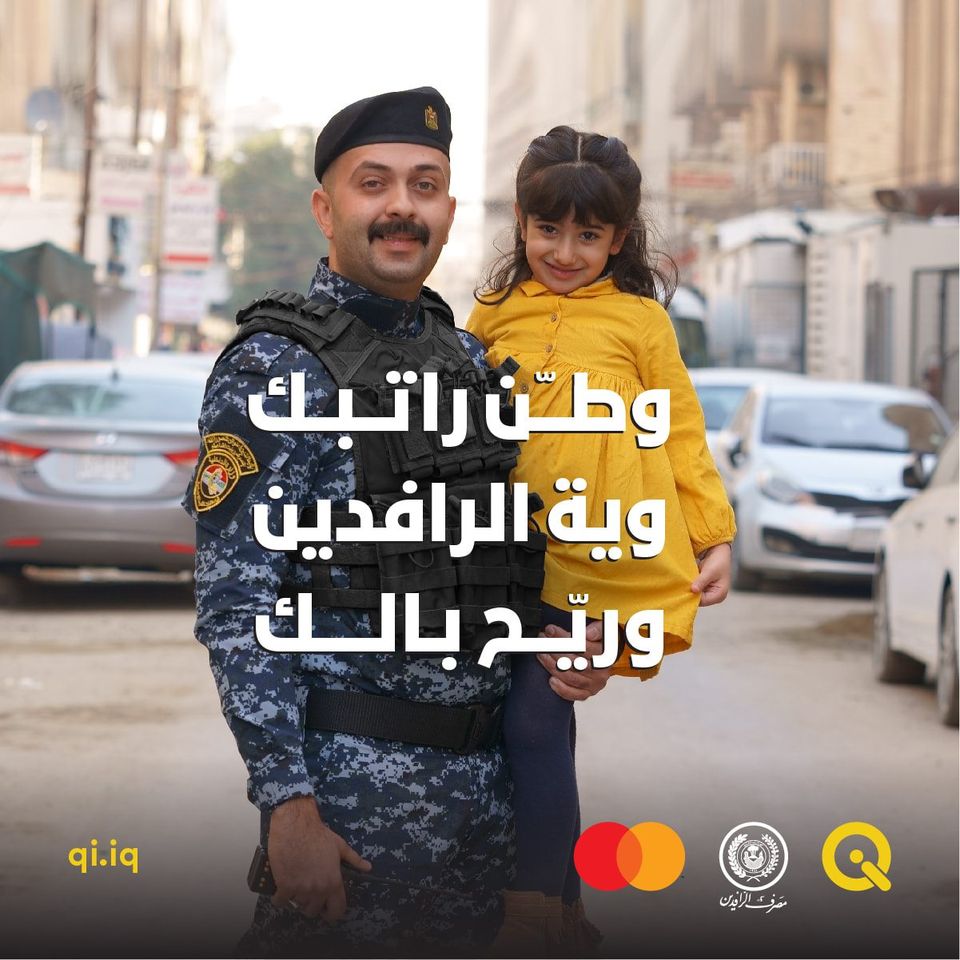 وطّن راتبك
وية الرافدين
وريّح بالك
qi.iq
مصرف الرافدين